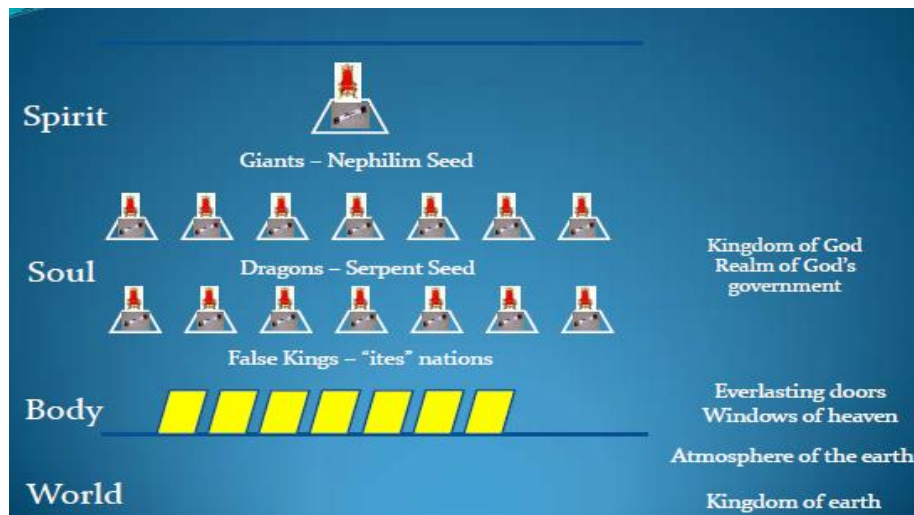 Spirit
Giants – Nephilim Seed
Soul
Dragons – Serpent Seed
Kingdom of God
Realm of God's
government
False Kings – "ites" nations
Body
Everlasting doors
Windows of heaven
Atmosphere of the earth
World
Kingdom of earth